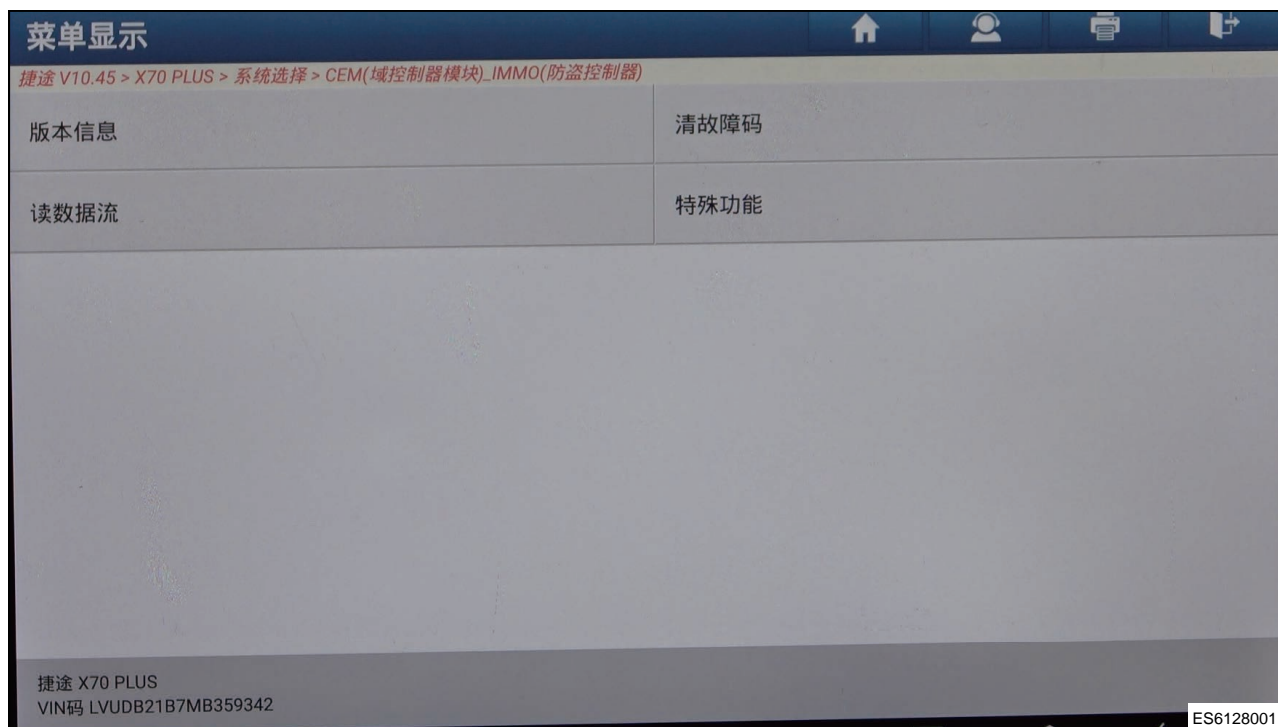 菜单显示
捷途 V10.45 > X70 PLUS > 系统选择 > CEM(域控制器模块)_IMMO(防盗控制器)
版本信息
清故障码
读数据流
特殊功能
捷途 X70 PLUS
VIN码 LVUDB21B7MB359342
ES6128001